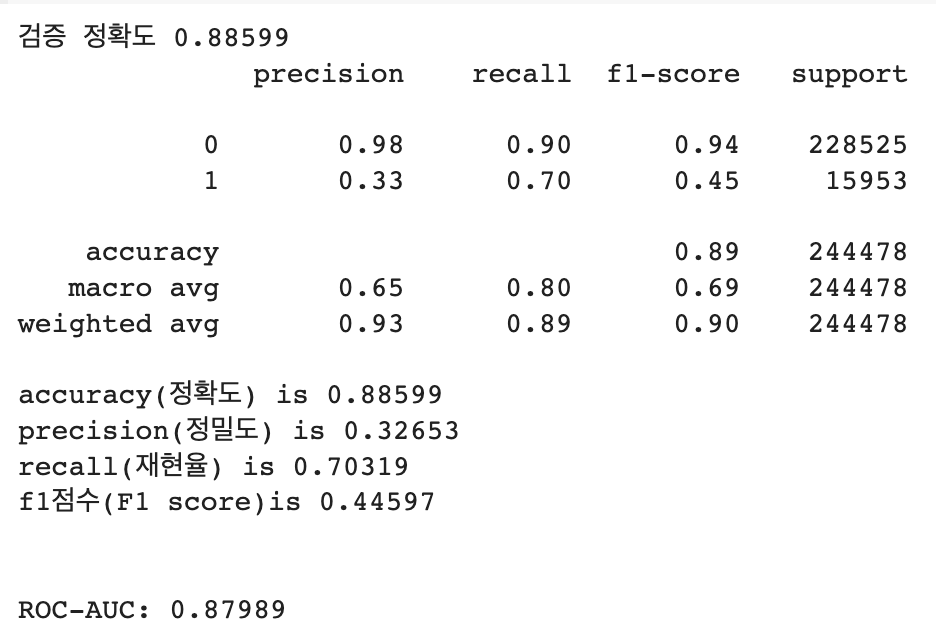 검증 정확도 0.88599
precision recall f1-score support
0 0.98 0.90 0.94 228525
1 0.33 0.70 0.45 15953
accuracy 0.89 244478
macro avg 0.65 0.80 0.69 244478
weighted avg 0.93 0.89 0.90 244478
accuracy(정확도) is 0.88599
precision(정밀도) is 0.32653
recall(재현율) is 0.70319
f1점수(F1 score)is 0.44597
ROC-AUC: 0.87989